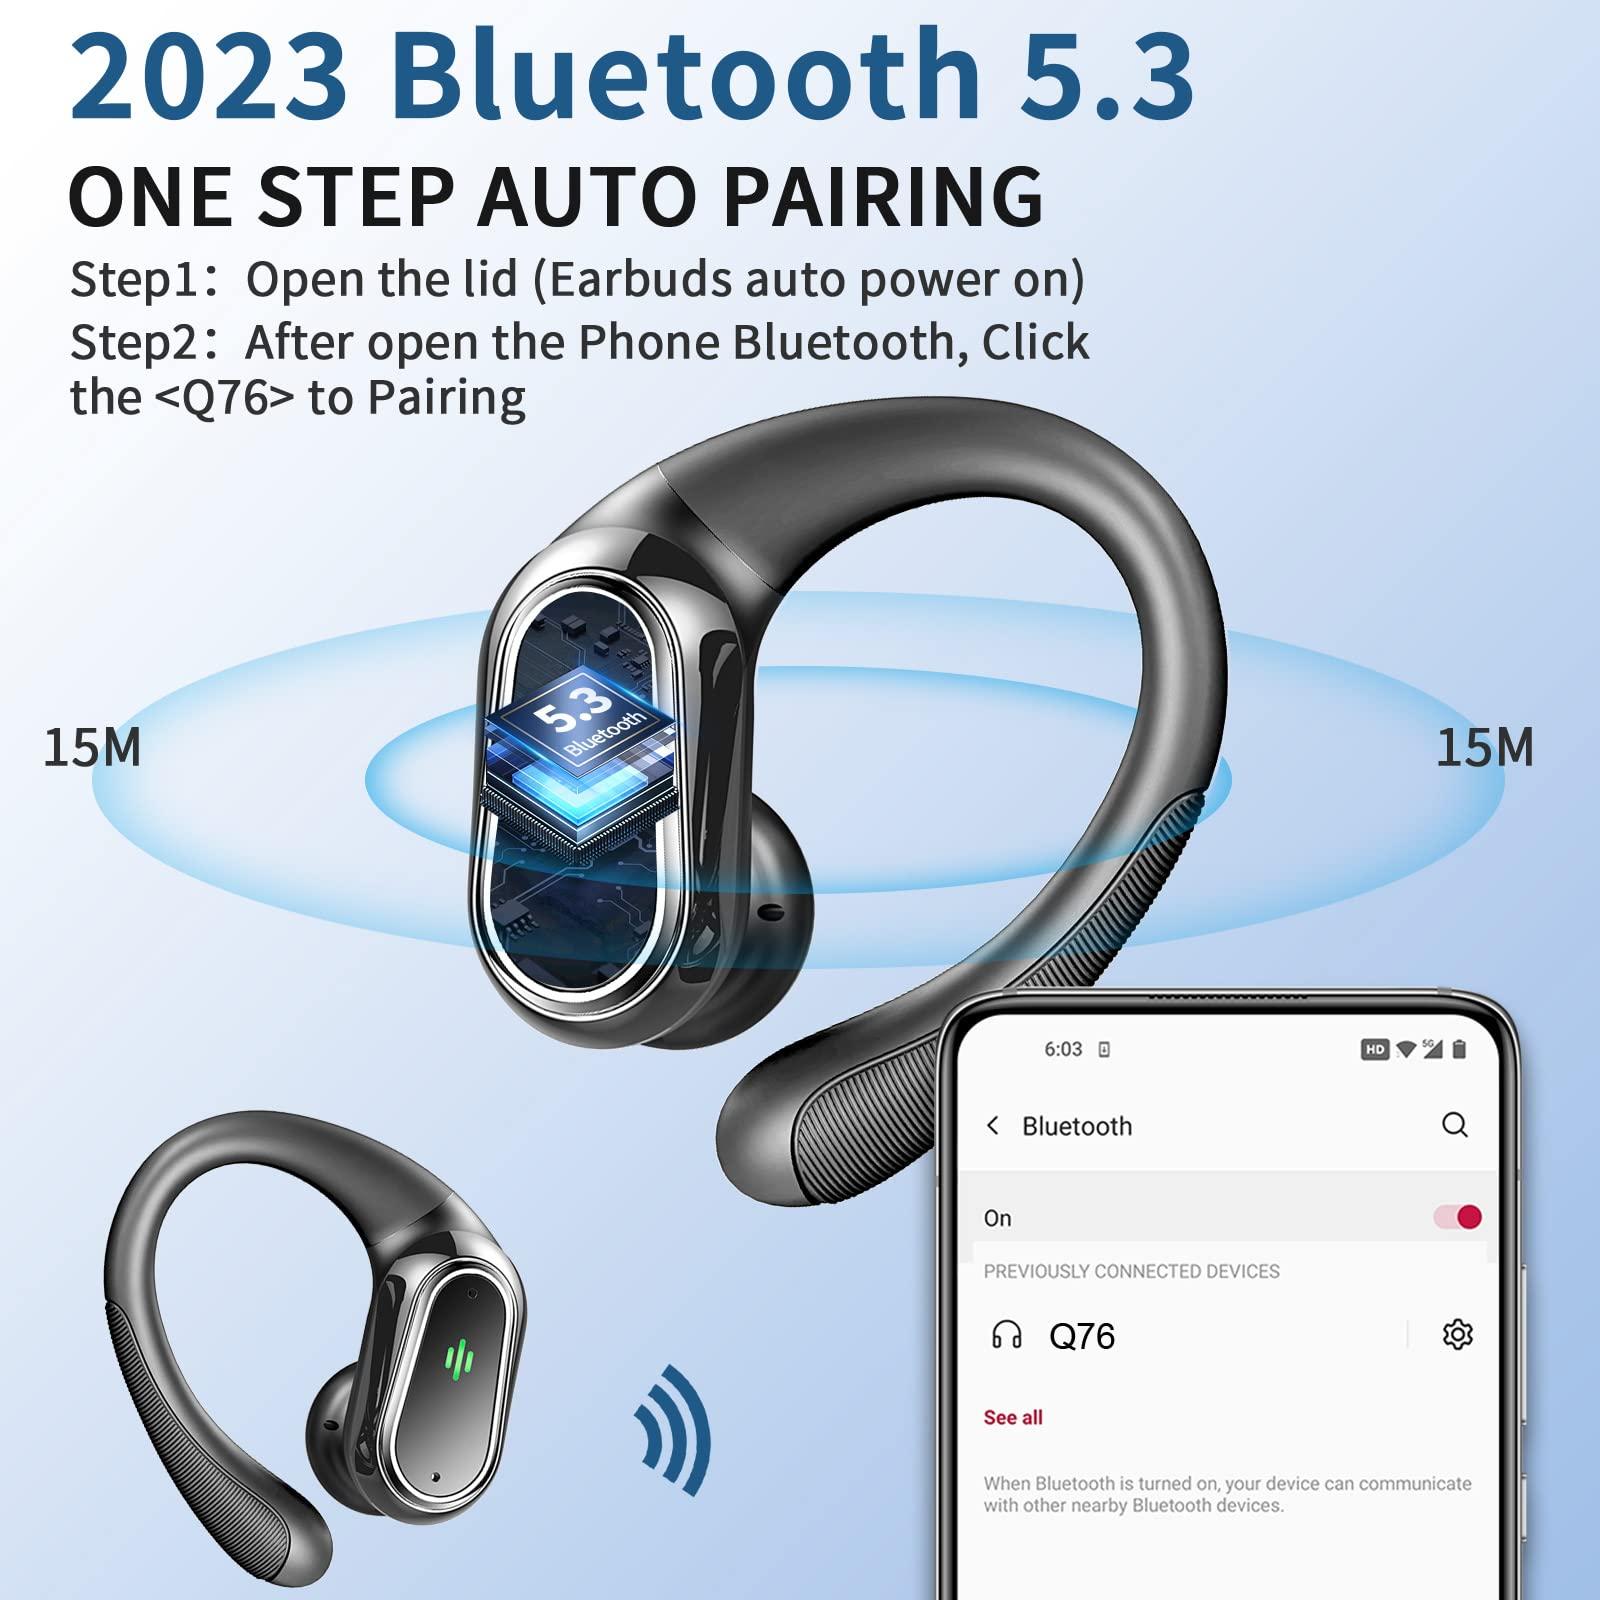 2023 Bluetooth 5.3
ONE STEP AUTO PAIRING
Step1: Open the lid (Earbuds auto power on)
Step2: After open the Phone Bluetooth, Click
the <Q76> to Pairing
5.3
Bluetooth
15M
15M
6:03
HD
5G
Bluetooth
On
PREVIOUSLY CONNECTED DEVICES
Q76
See all
When Bluetooth is turned on, your device can communicate
with other nearby Bluetooth devices.